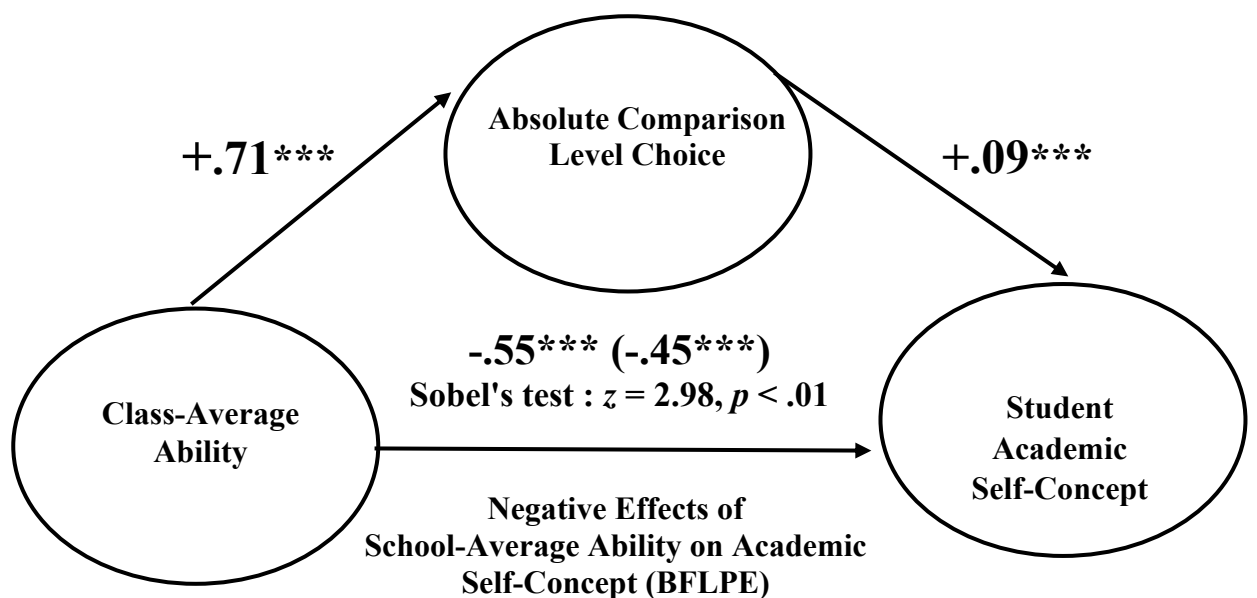 Absolute Comparison
Level Choice
+.71***
+.09***
-.55*** (-.45***)
Sobel's test : z = 2.98, p < .01
Class-Average
Ability
Student
Academic
Self-Concept
Negative Effects of
School-Average Ability on Academic
Self-Concept (BFLPE)